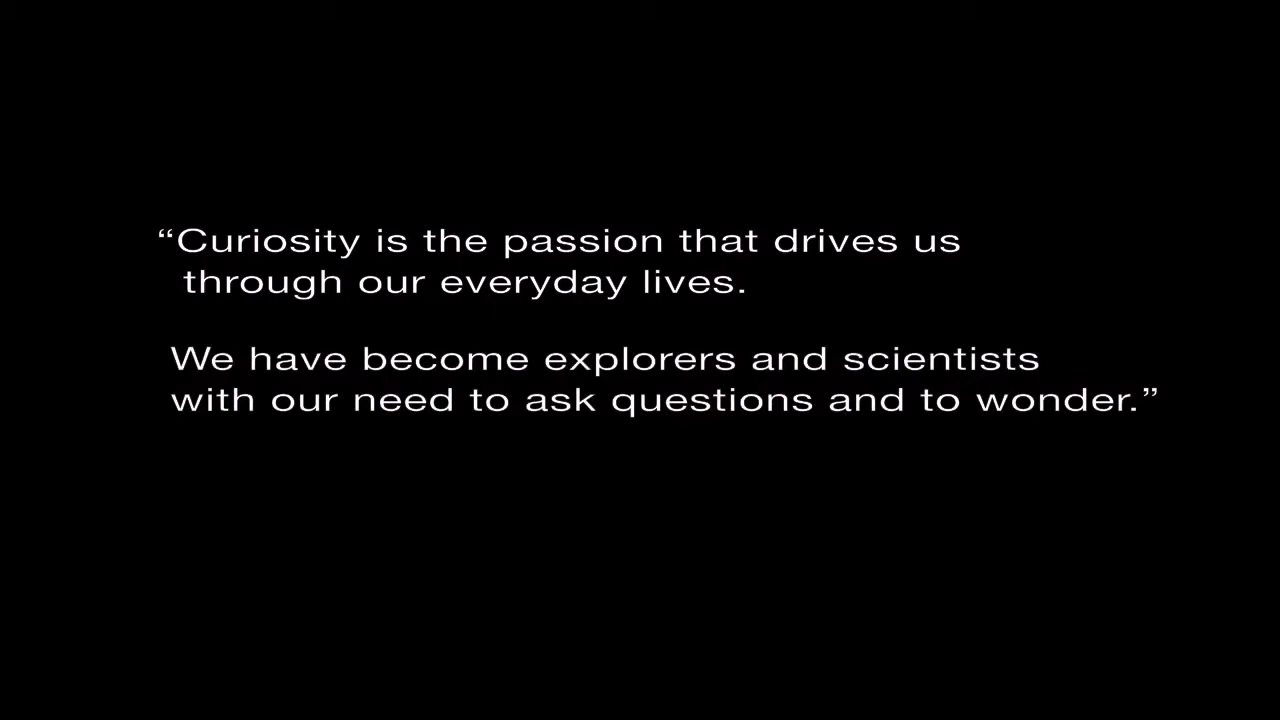 “Curiosity is the passion that drives us
through our everyday lives.
We have become explorers and scientists
with our need to ask questions and to wonder.”